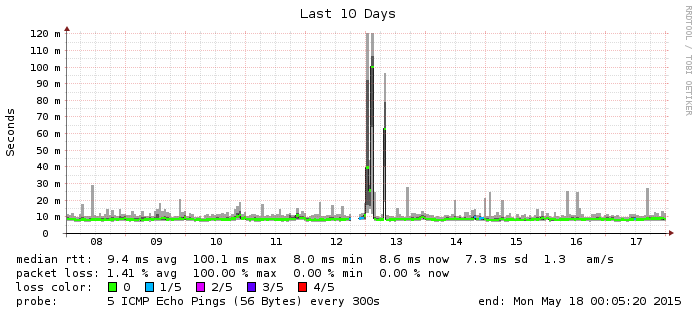 Last 10 Days
RRDTOOL / TOBI OETIKER
Seconds
120 m
110 m
100 m
90 m
80 m
70 m
60 m
50 m
40 m
30 m
20 m
10 m
0
08 09 10 11 12 13 14 15 16 17
median rtt: 9.4 ms avg 100.1 ms max 8.0 ms min 8.6 ms now 7.3 ms sd 1.3 am/s
packet loss: 1.41 % avg 100.00 % max 0.00 % min 0.00 % now
loss color: 0 1/5 2/5 3/5 4/5
probe: 5 ICMP Echo Pings (56 Bytes) every 300s end: Mon May 18 00:05:20 2015